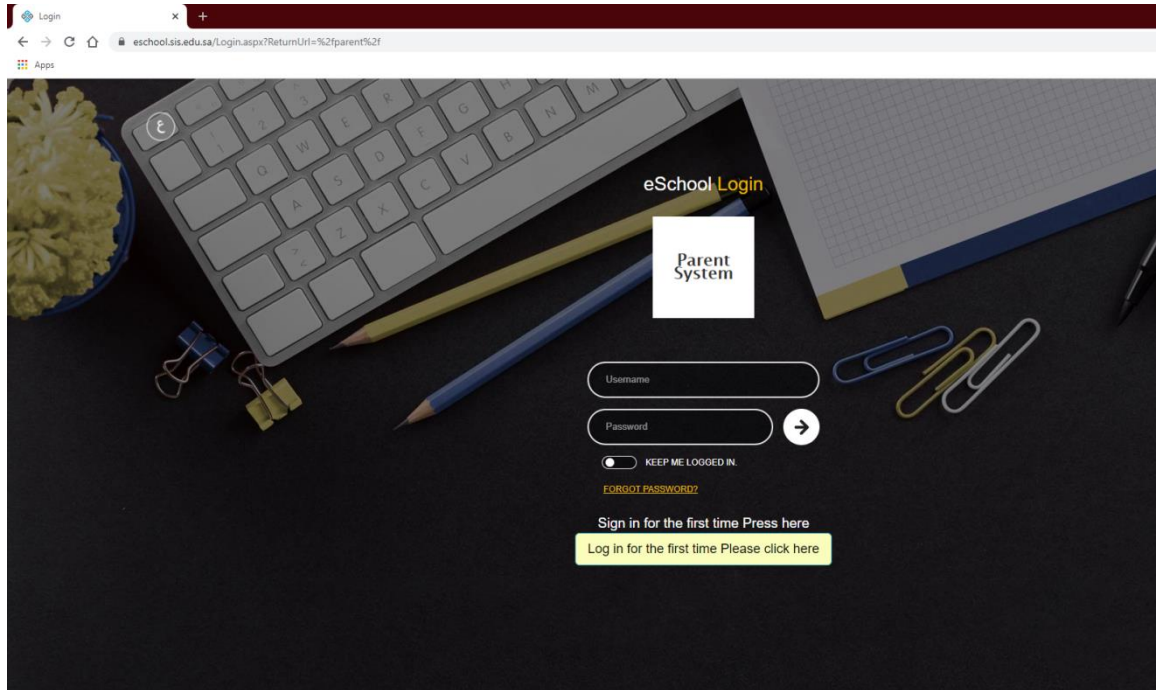 Login
eschool.sis.edu.sa/Login.aspx?ReturnUrl=%2fparent%2f
Apps
ع
eSchool Login
Parent
System
Username
Password
KEEP ME LOGGED IN.
FORGOT PASSWORD?
Sign in for the first time Press here
Log in for the first time Please click here